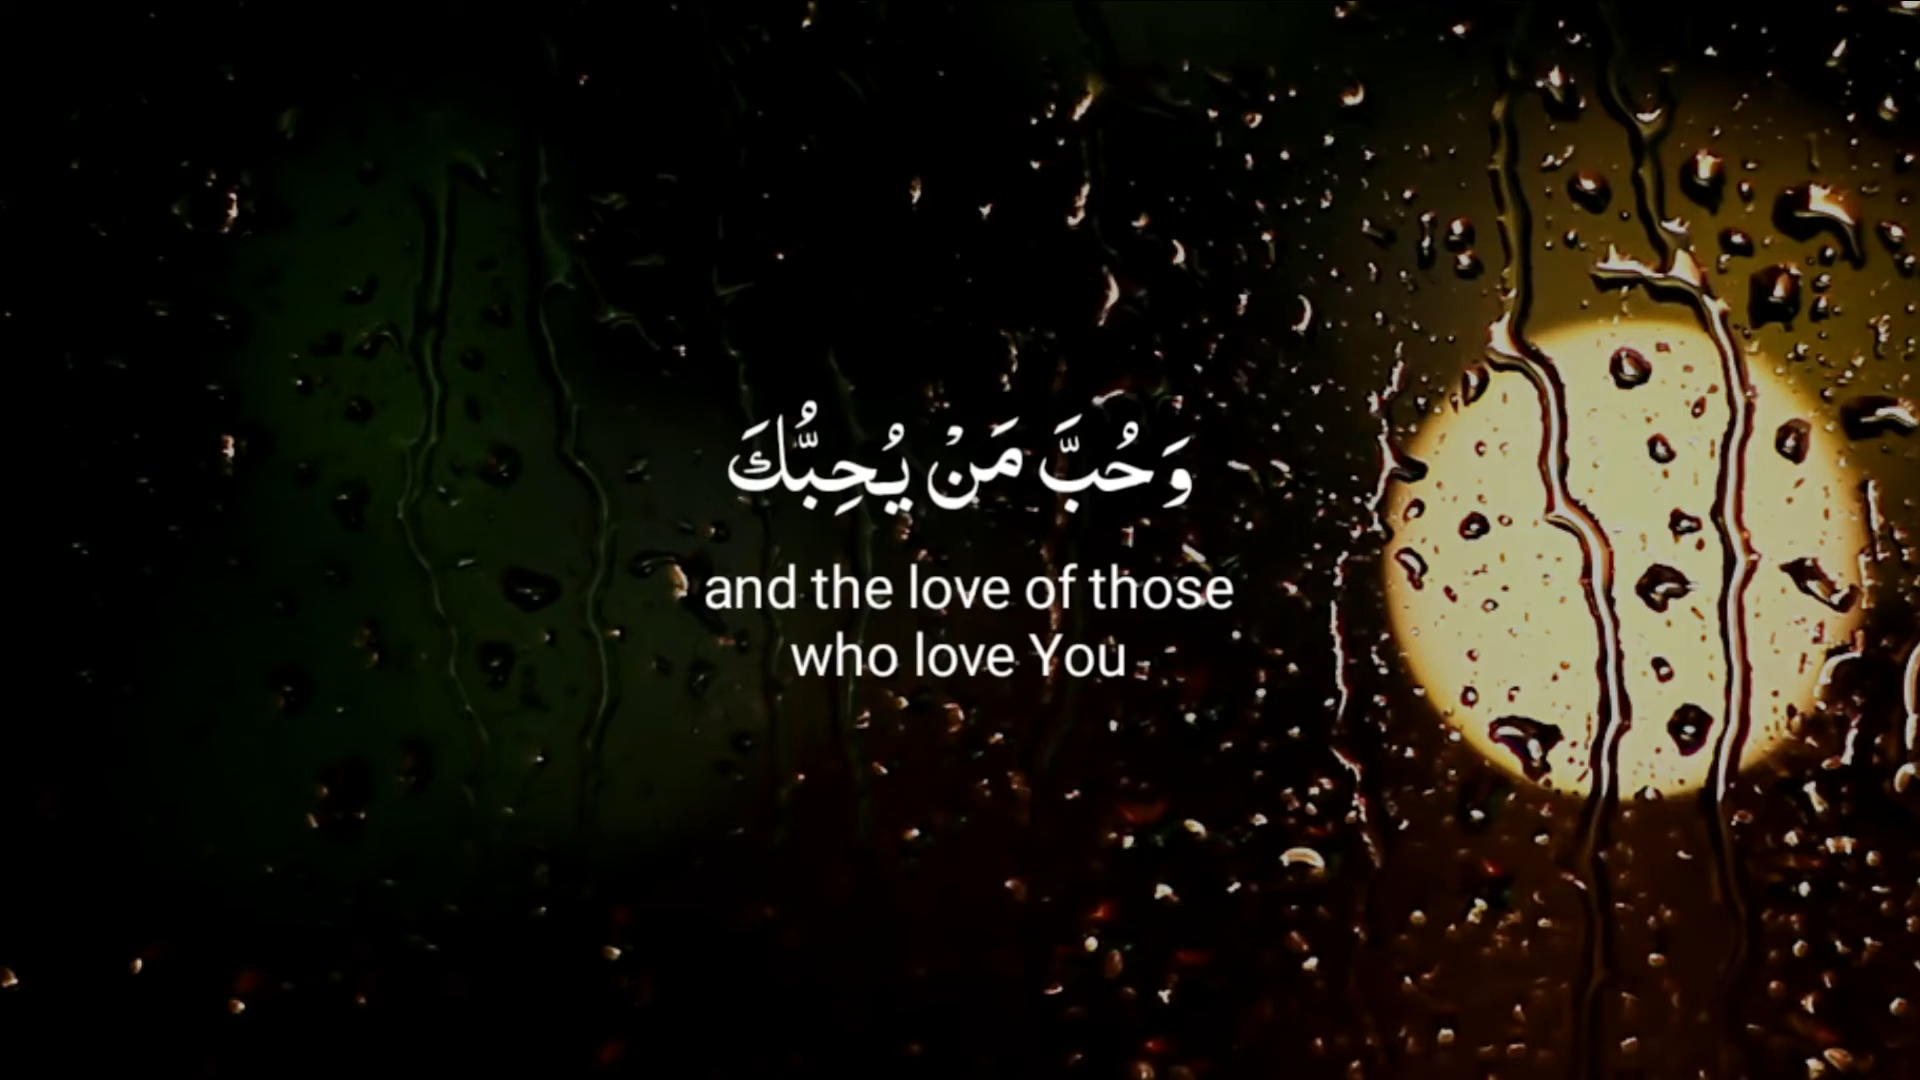 وَحُبَّ مَنْ يُحِبُّكَ
and the love of those
who love You